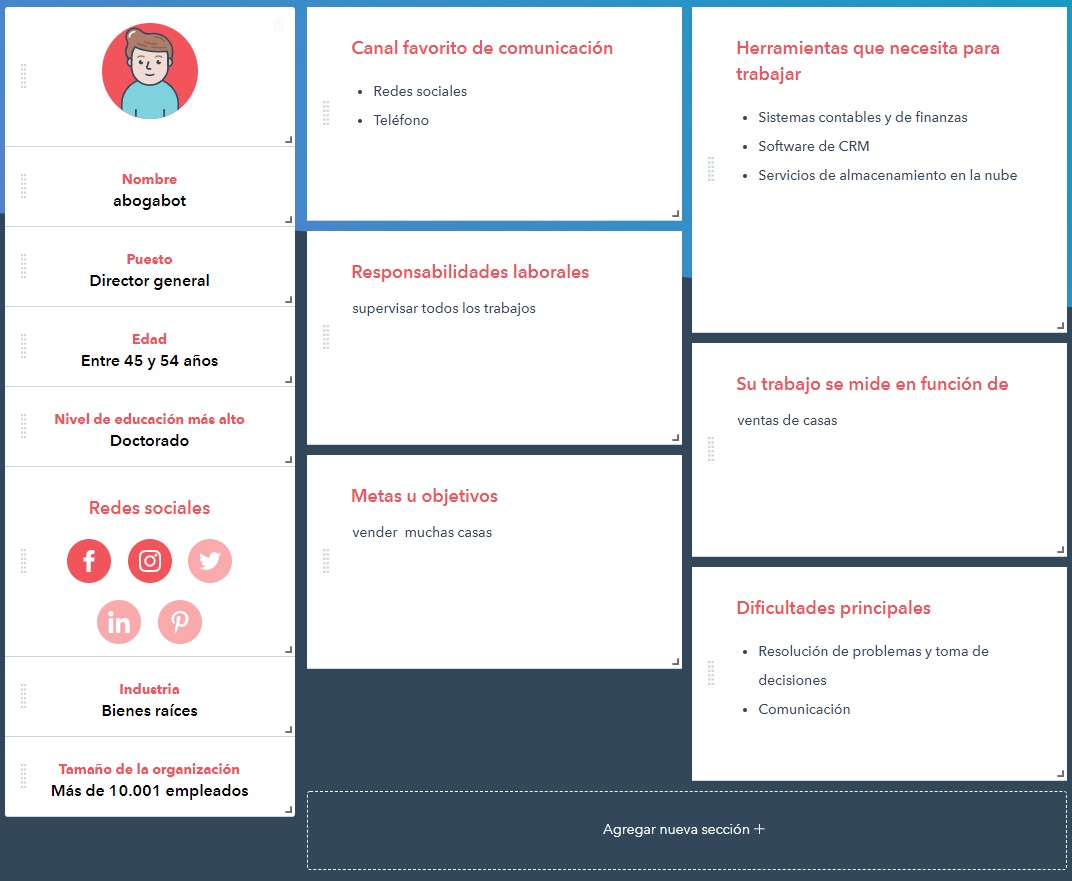 Nombre
abogabot
Puesto
Director general
Edad
Entre 45 y 54 años
Nivel de educación más alto
Doctorado
Redes sociales
in
Industria
Bienes raíces
Tamaño de la organización
Más de 10.001 empleados
Canal favorito de comunicación
• Redes sociales
• Teléfono
Responsabilidades laborales
supervisar todos los trabajos
Metas u objetivos
vender  muchas casas
Herramientas que necesita para
trabajar
• Sistemas contables y de finanzas
• Software de CRM
• Servicios de almacenamiento en la nube
Su trabajo se mide en función de
ventas de casas
Dificultades principales
• Resolución de problemas y toma de
decisiones
• Comunicación
Agregar nueva sección +